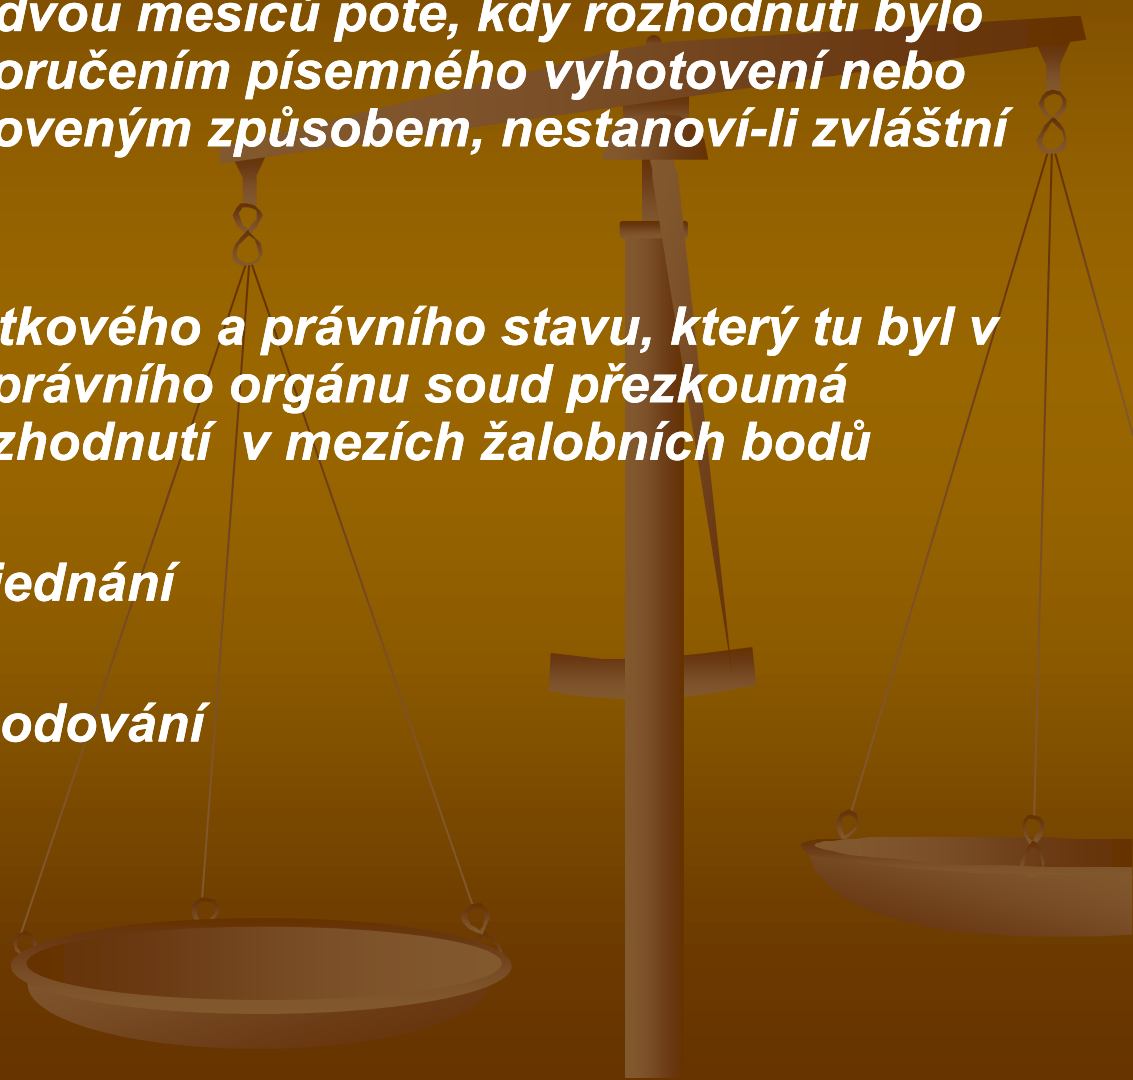 dvou měsíců poté, kdy rozhodnutí bylo
oručením písemného vyhotovení nebo
oveným způsobem, nestanoví-li zvláštní
tkového a právního stavu, který tu byl v
právního orgánu soud přezkoumá
zhodnutí v mezích žalobních bodů
jednání
odování